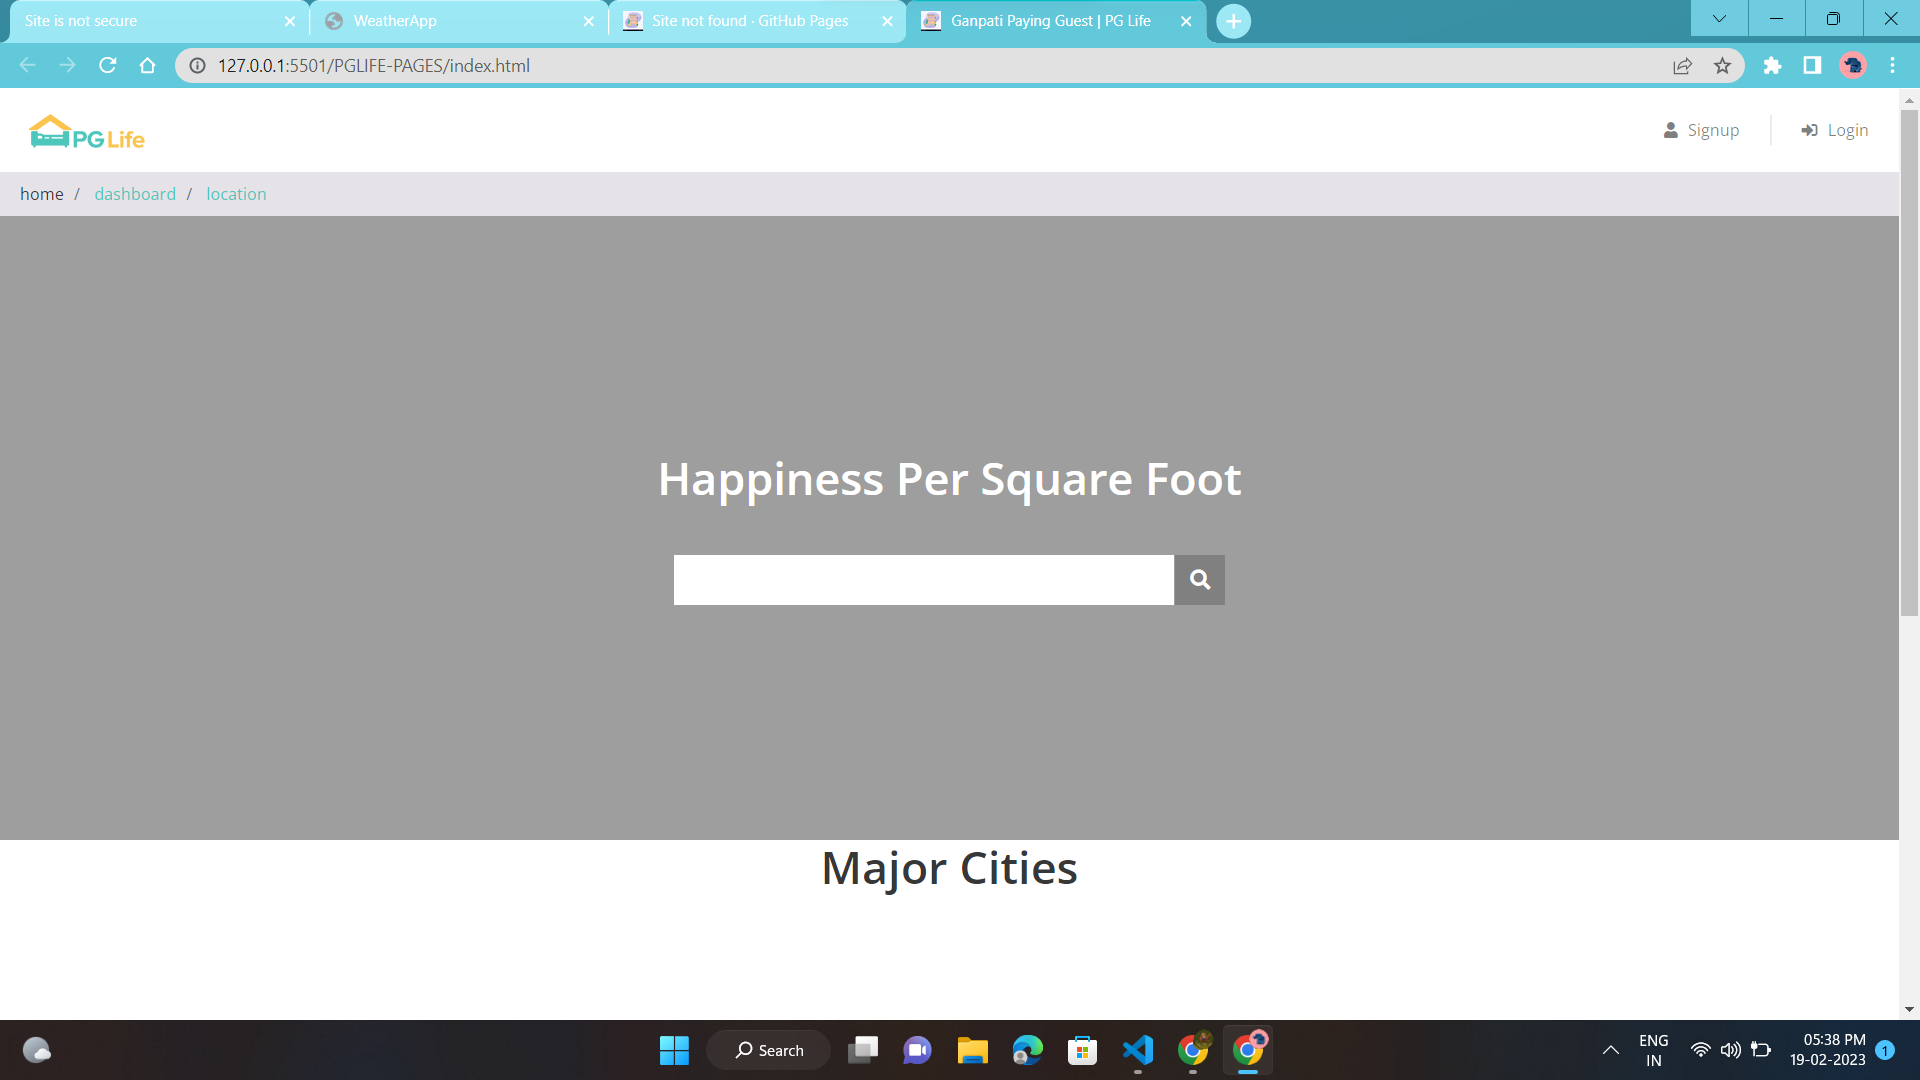 Site is not secure
WeatherApp
Site not found · GitHub Pages
Ganpati Paying Guest | PG Life
127.0.0.1:5501/PGLIFE-PAGES/index.html
PG Life
Signup
Login
home / dashboard / location
Happiness Per Square Foot
Major Cities
Search
ENG
IN
05:38 PM
19-02-2023
1